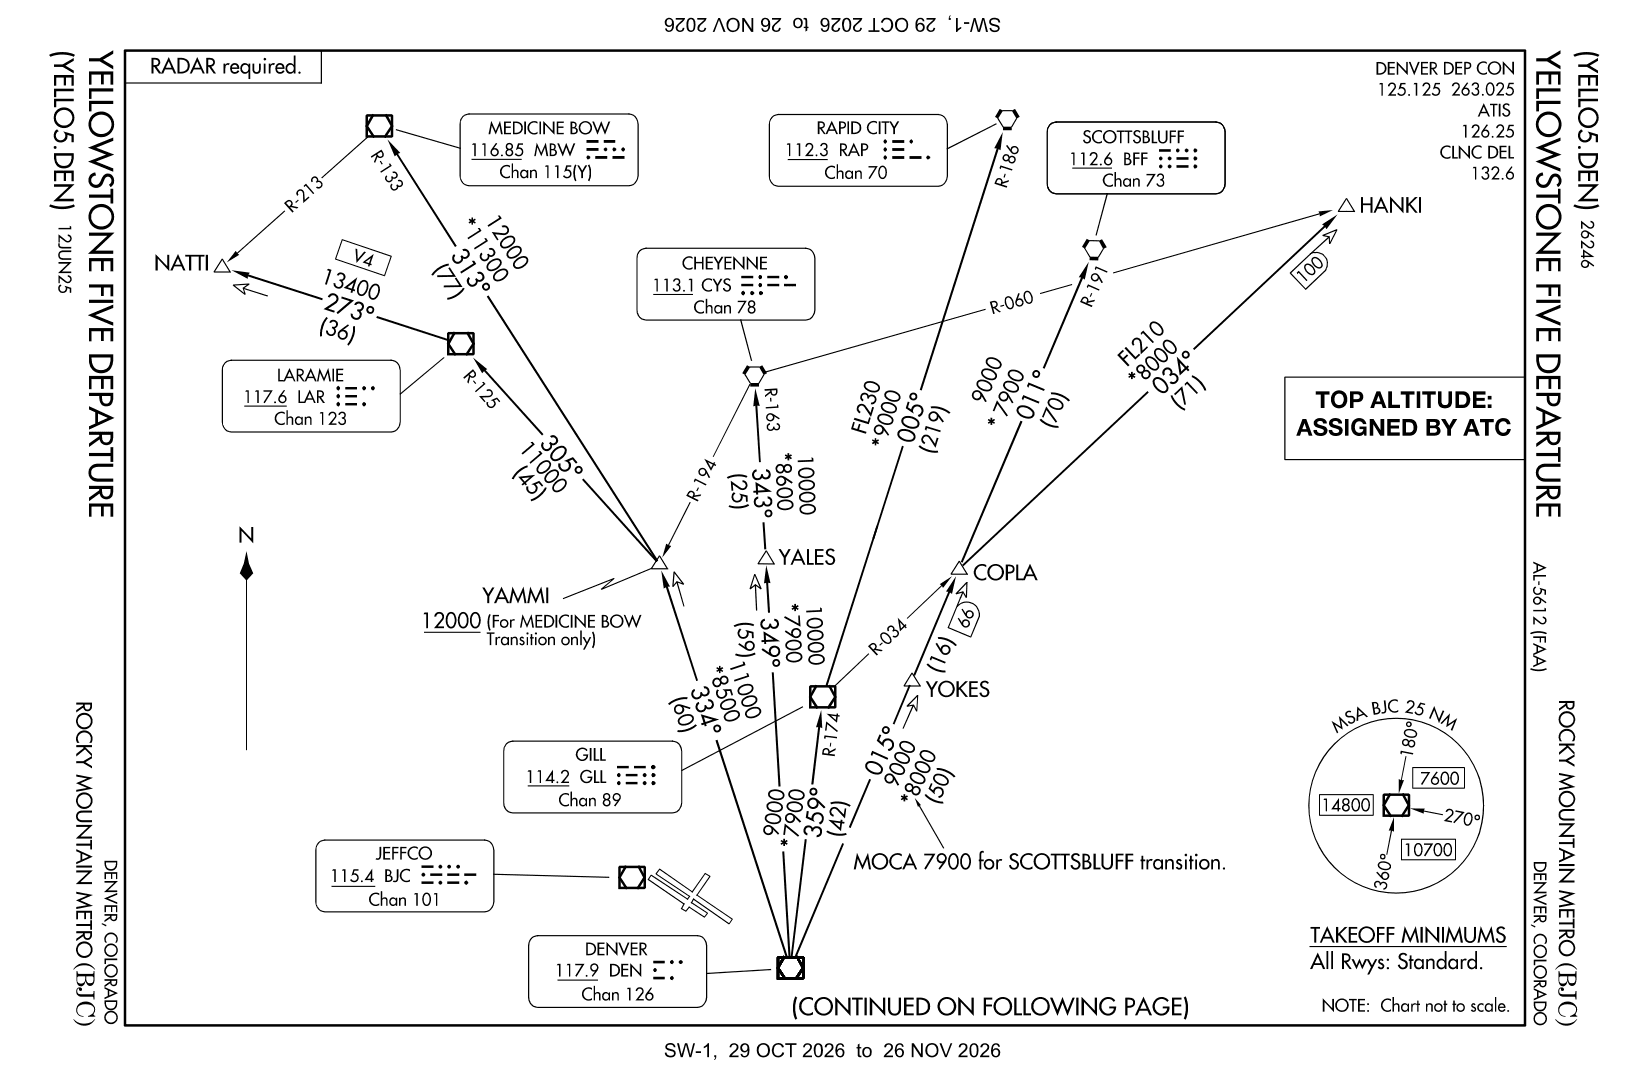 SW-1, 29 OCT 2026 to 26 NOV 2026
(YELLO5.DEN) 12JUN25
YELLOWSTONE FIVE DEPARTURE
ROCKY MOUNTAIN METRO (BJC)
DENVER, COLORADO
RADAR required.
DENVER DEP CON
125.125 263.025
ATIS
126.25
CLNC DEL
132.6
MEDICINE BOW
116.85 MBW
Chan 115(Y)
RAPID CITY
112.3 RAP
Chan 70
SCOTTSBLUFF
112.6 BFF
Chan 73
R-133
R-213
R-186
R-191
HANKI
100
NATTI
V4
13400
273°
(36)
12000
*11300
313°
(77)
CHEYENNE
113.1 CYS
Chan 78
R-060
FL210
*8000
034°
(71)
LARAMIE
117.6 LAR
Chan 123
R-125
305°
11000
(45)
R-163
R-194
10000
*8600
343°
(25)
FL230
*9000
005°
(219)
9000
*7900
011°
(70)
TOP ALTITUDE:
ASSIGNED BY ATC
N
YAMMI
12000 (For MEDICINE BOW
Transition only)
YALES
COPLA
66
(16)
R-034
YOKES
10000
*7900
349°
(59)
11000
*8500
334°
(60)
R-174
GILL
114.2 GLL
Chan 89
9000
*7900
359°
(42)
015°
9000
*8000
(50)
MOCA 7900 for SCOTTSBLUFF transition.
JEFFCO
115.4 BJC
Chan 101
DENVER
117.9 DEN
Chan 126
MSA BJC 25 NM
180°
7600
14800
270°
10700
360°
TAKEOFF MINIMUMS
All Rwys: Standard.
NOTE: Chart not to scale.
(CONTINUED ON FOLLOWING PAGE)
(YELLO5.DEN) 26246
YELLOWSTONE FIVE DEPARTURE
AL-5612 (FAA)
ROCKY MOUNTAIN METRO (BJC)
DENVER, COLORADO
SW-1, 29 OCT 2026 to 26 NOV 2026